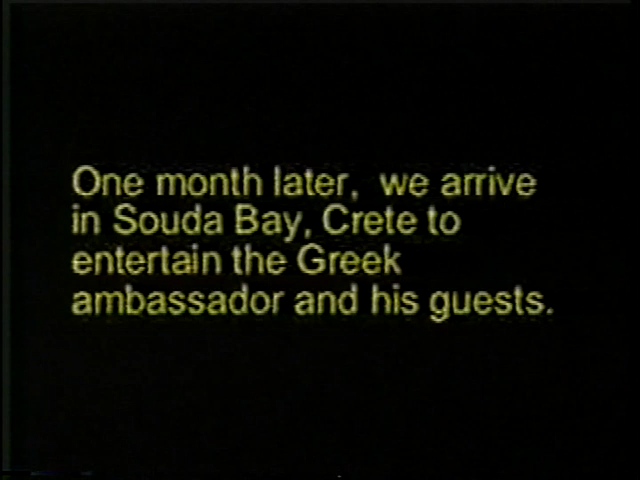 One month later, we arrive
in Souda Bay, Crete to
entertain the Greek
ambassador and his guests.